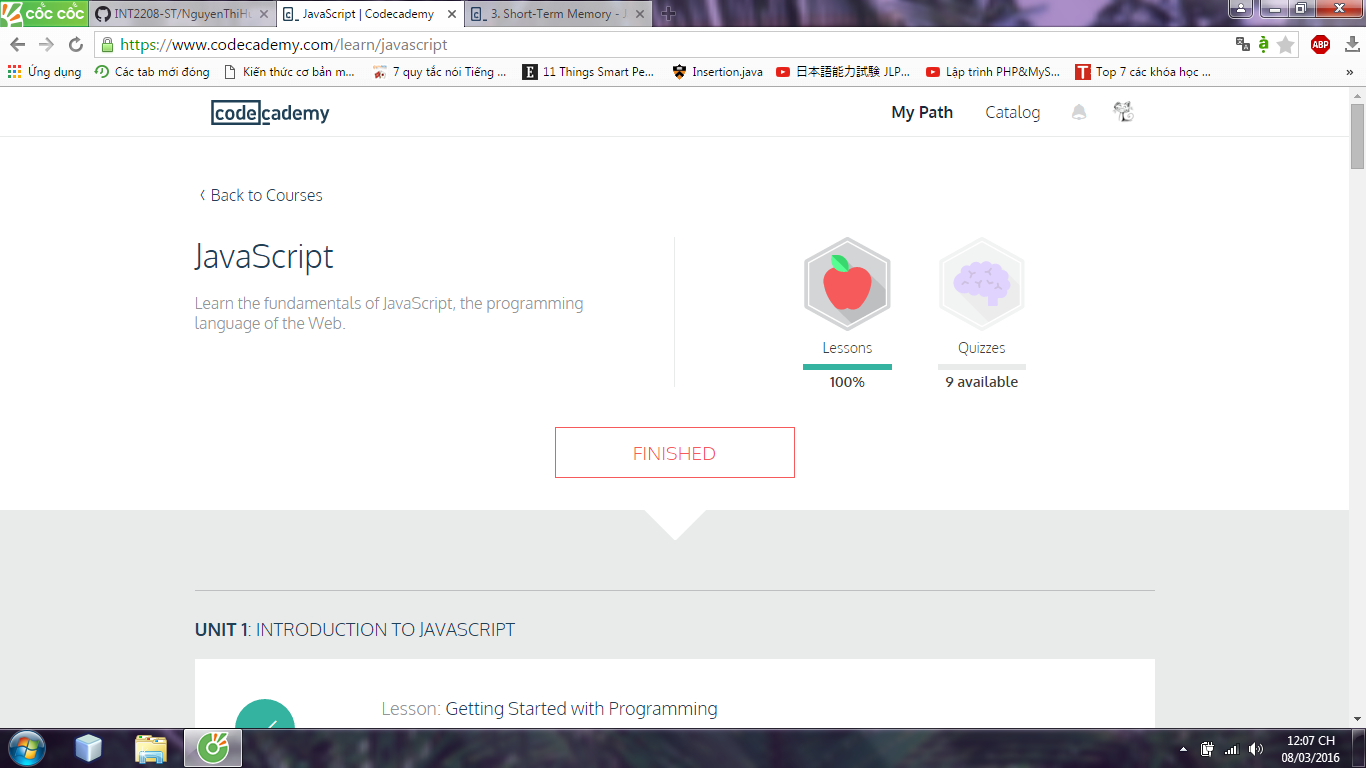 cốc cốc
INT2208-ST/NguyenThiH
JavaScript | Codecademy
3. Short-Term Memory - J
https://www.codecademy.com/learn/javascript
ABP
Ứng dụng
Các tab mới đóng
Kiến thức cơ bản m...
7 quy tắc nói Tiếng ...
11 Things Smart Pe...
Insertion.java
日本語能力試験 JLP...
Lập trình PHP&MyS...
Top 7 các khóa học ...
»
codecademy
My Path
Catalog
Back to Courses
JavaScript
Learn the fundamentals of JavaScript, the programming
language of the Web.
Lessons
100%
Quizzes
9 available
FINISHED
UNIT 1: INTRODUCTION TO JAVASCRIPT
Lesson: Getting Started with Programming
12:07 CH
08/03/2016